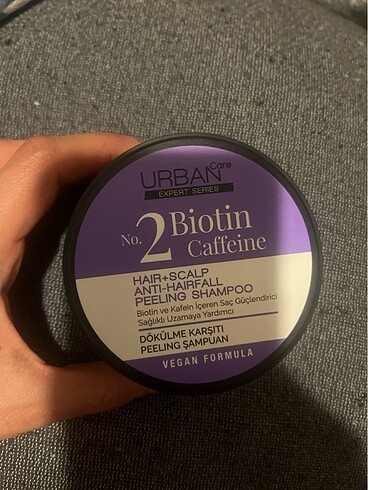 URBAN Care
EXPERT SERIES
No. 2 Biotin
Caffeine
HAIR+SCALP
ANTI-HAIRFALL
PEELING SHAMPOO
Biotin ve Kafein İçeren Saç Güçlendirici
Sağlıklı Uzamaya Yardımcı
DÖKÜLME KARŞITI
PEELING ŞAMPUAN
VEGAN FORMULA